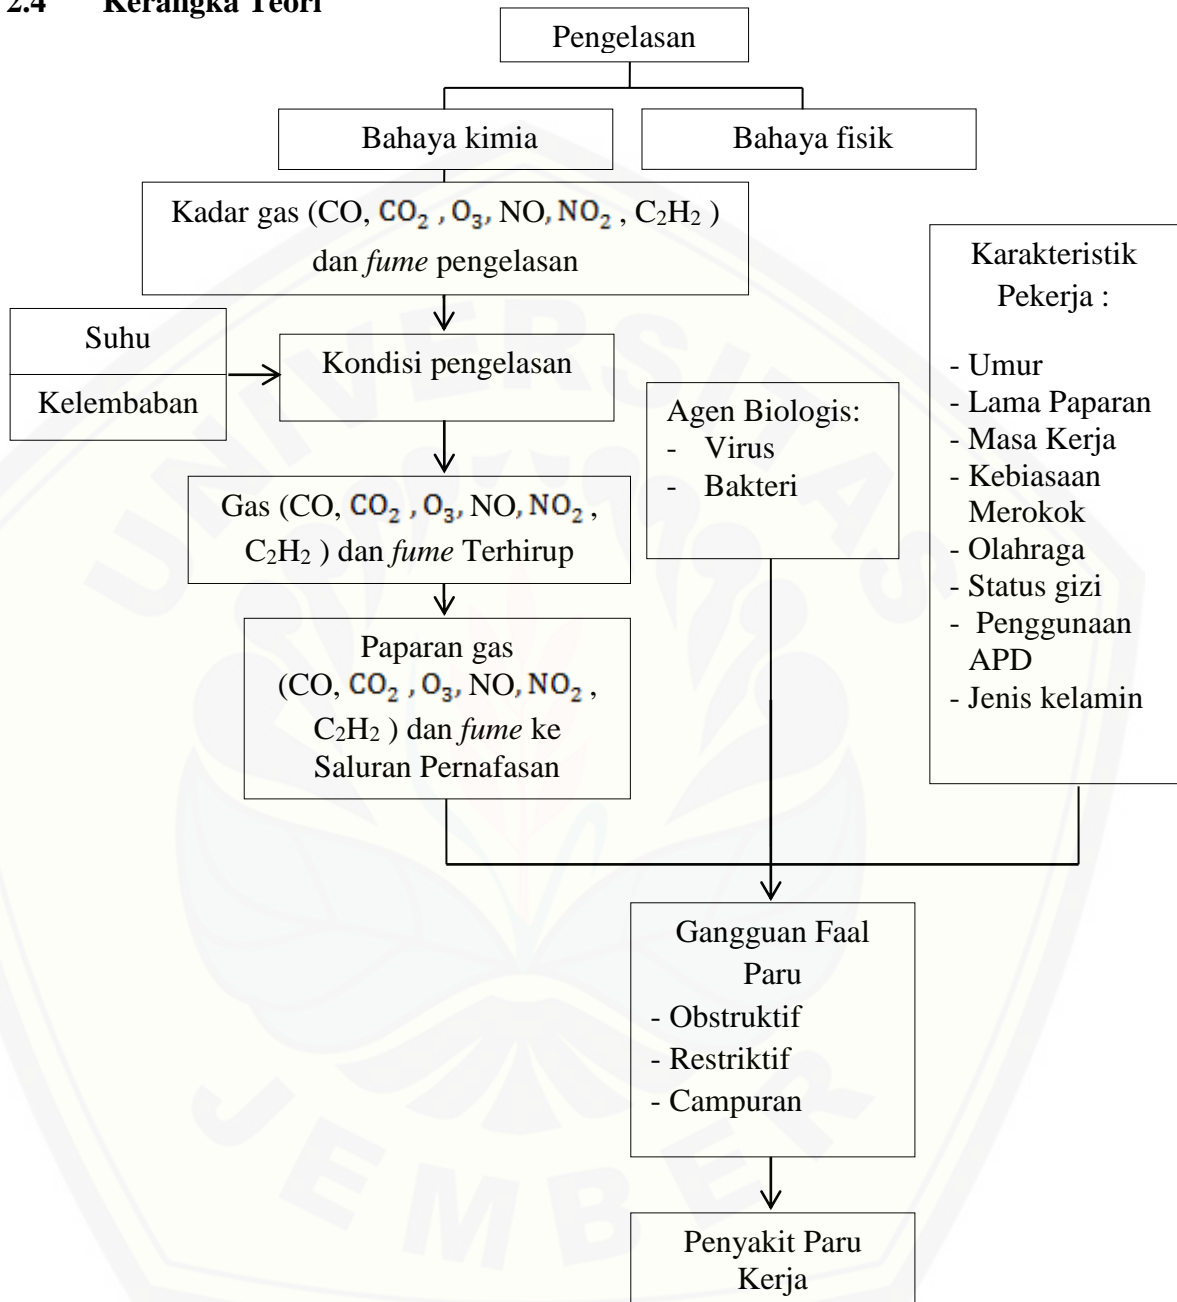 2.4 Kerangka Teori
Pengelasan
Bahaya kimia
Bahaya fisik
Kadar gas (CO, CO₂ , O₃, NO, NO₂ , C₂H₂ )
dan fume pengelasan
Suhu
Kelembaban
Kondisi pengelasan
Gas (CO, CO₂ , O₃, NO, NO₂ ,
C₂H₂ ) dan fume Terhirup
Paparan gas
(CO, CO₂ , O₃, NO, NO₂ ,
C₂H₂ ) dan fume ke
Saluran Pernafasan
Agen Biologis:
- Virus
- Bakteri
Karakteristik
Pekerja :
- Umur
- Lama Paparan
- Masa Kerja
- Kebiasaan
Merokok
- Olahraga
- Status gizi
- Penggunaan
APD
- Jenis kelamin
Gangguan Faal
Paru
- Obstruktif
- Restriktif
- Campuran
Penyakit Paru
Kerja
UNIVERSITAS
JEMBER